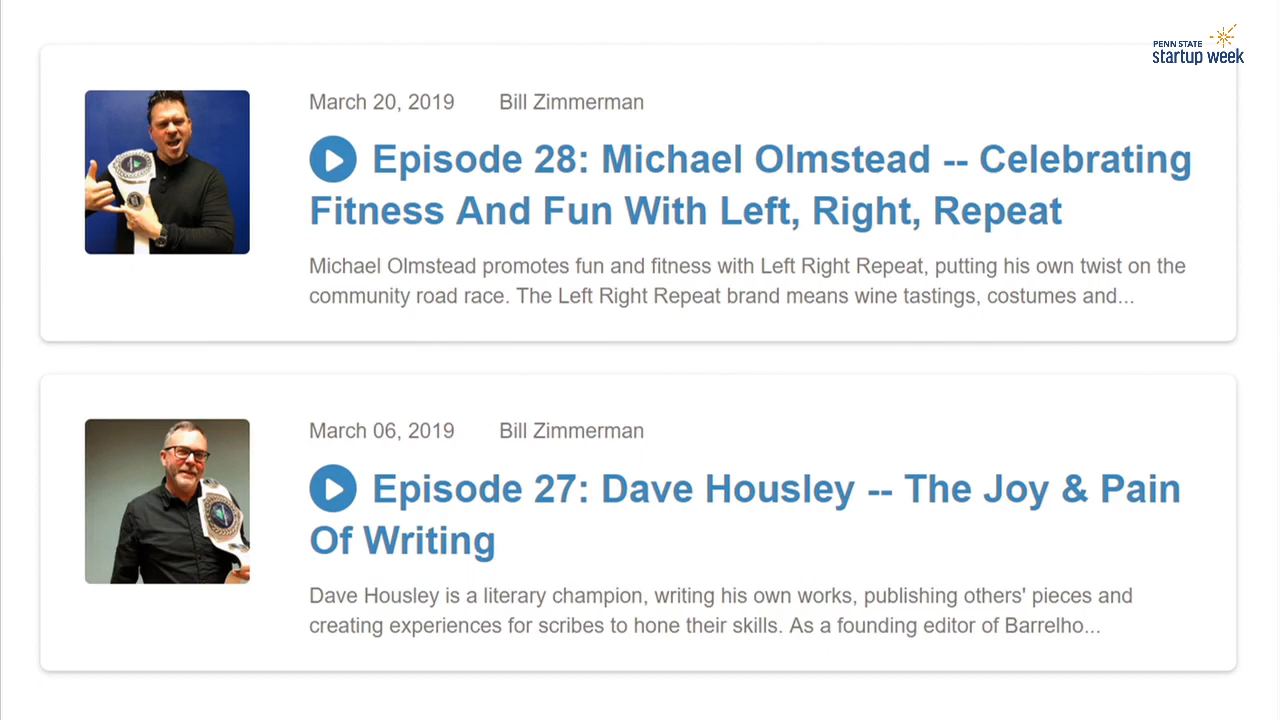 PENN STATE
startup week
March 20, 2019 Bill Zimmerman
Episode 28: Michael Olmstead -- Celebrating
Fitness And Fun With Left, Right, Repeat
Michael Olmstead promotes fun and fitness with Left Right Repeat, putting his own twist on the
community road race. The Left Right Repeat brand means wine tastings, costumes and...
March 06, 2019 Bill Zimmerman
Episode 27: Dave Housley -- The Joy & Pain
Of Writing
Dave Housley is a literary champion, writing his own works, publishing others' pieces and
creating experiences for scribes to hone their skills. As a founding editor of Barrelho...